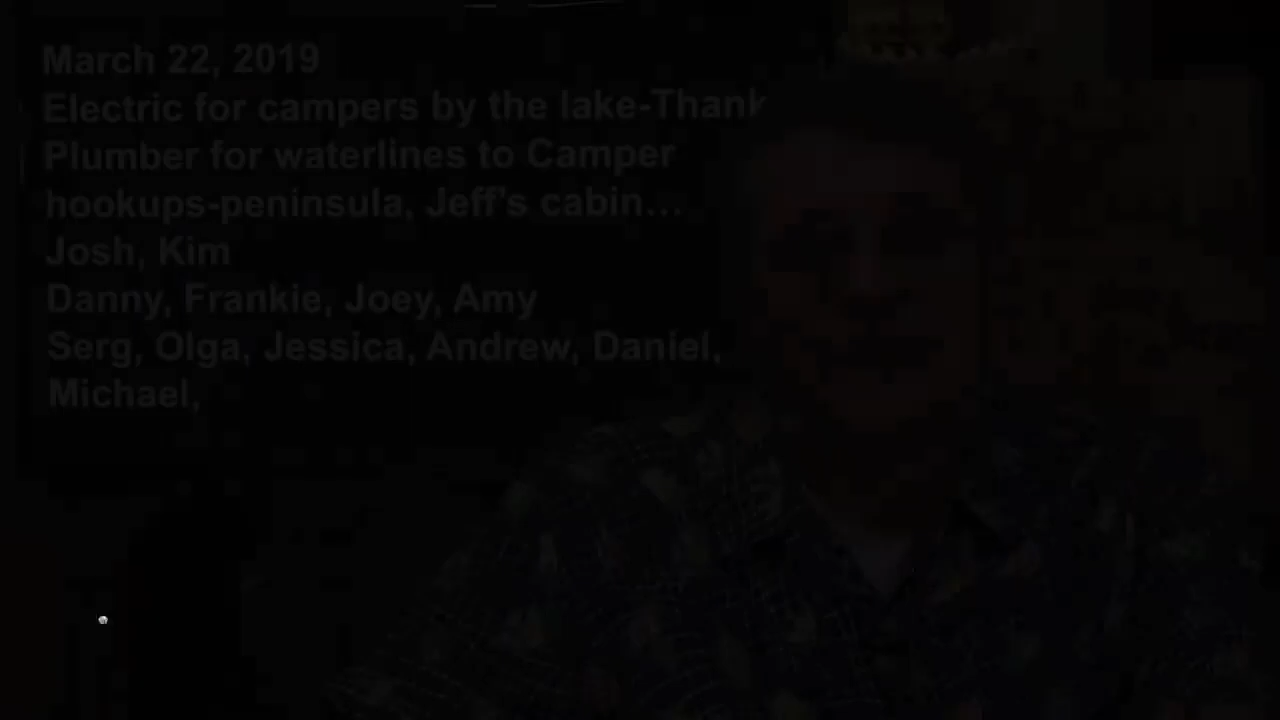 March 22, 2019
Electric for campers by the lake-Thank
Plumber for waterlines to Camper
hookups-peninsula, Jeff's cabin...
Josh, Kim
Danny, Frankie, Joey, Amy
Serg, Olga, Jessica, Andrew, Daniel,
Michael,